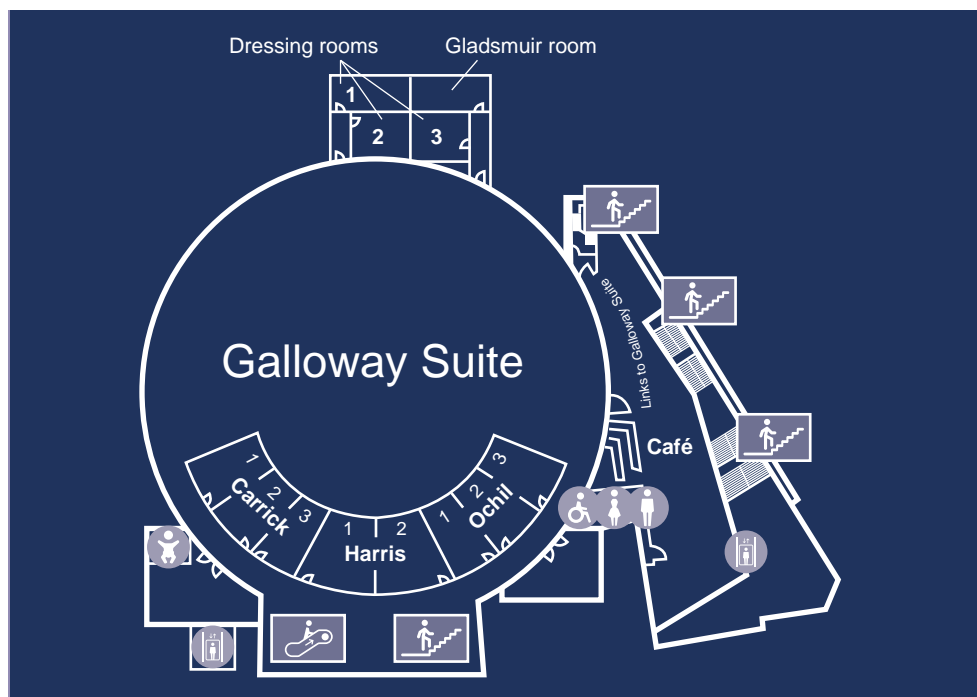 Dressing rooms
Gladsmuir room
1
2
3
Links to Galloway Suite
Galloway Suite
Café
1
2
3
Carrick
1
2
Harris
1
2
3
Ochil